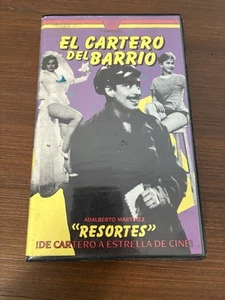 EL CARTERO
DEL BARRIO
ADALBERTO MARTINEZ
"RESORTES"
¡DE CARTERO A ESTRELLA DE CINE!